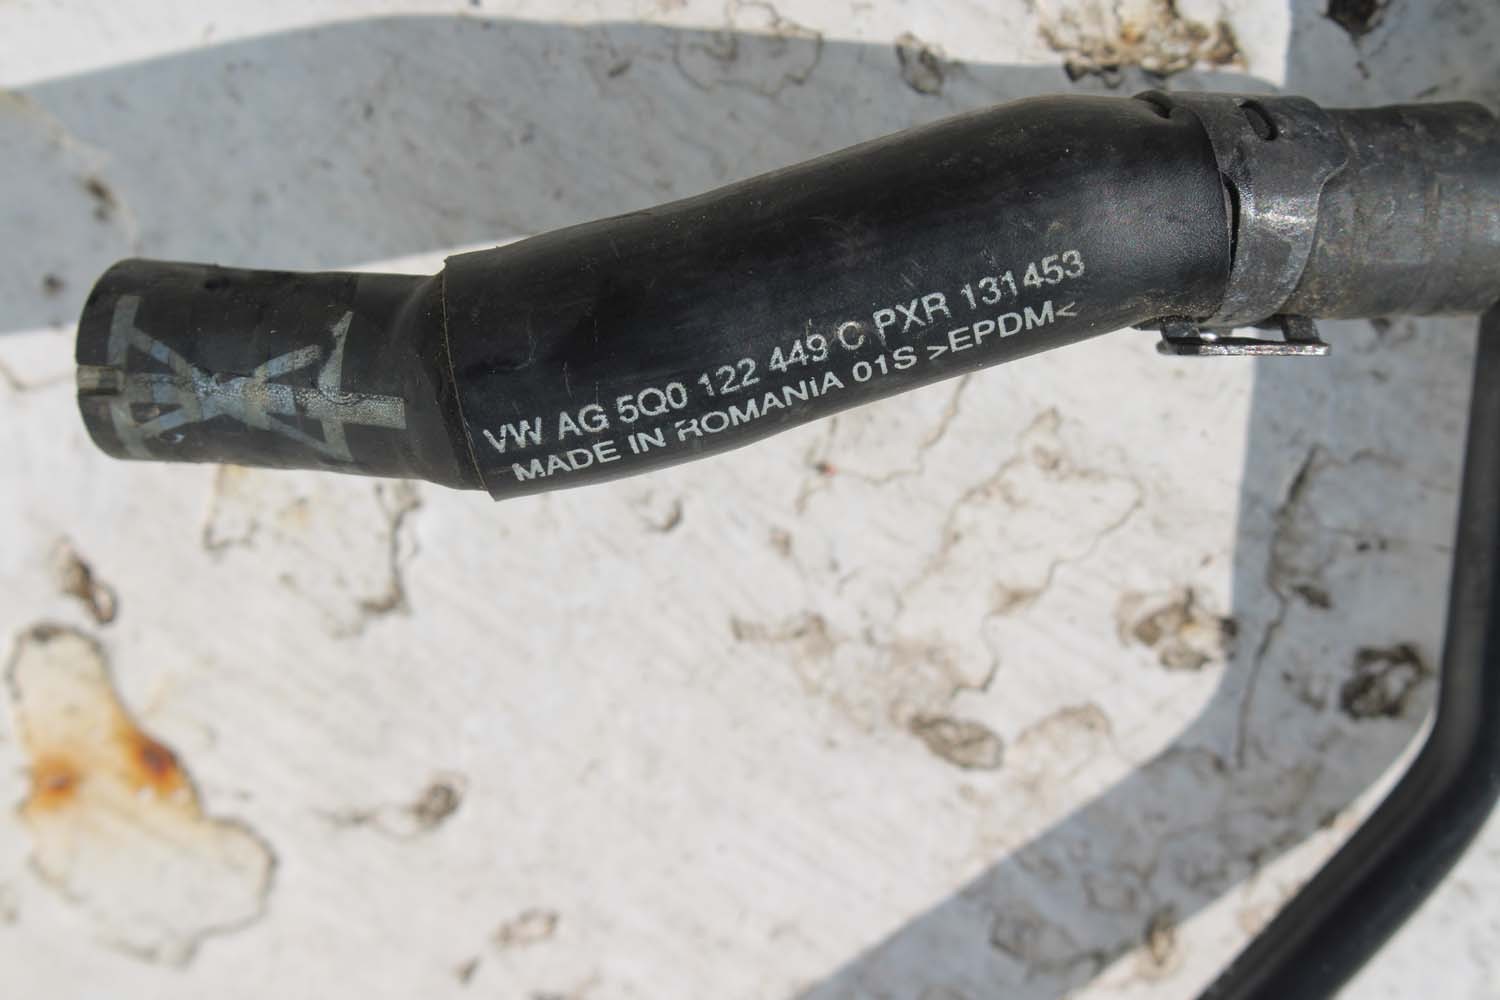 VW AG 5Q0 122 449 C PXR 131453
MADE IN ROMANIA 01S >EPDM<